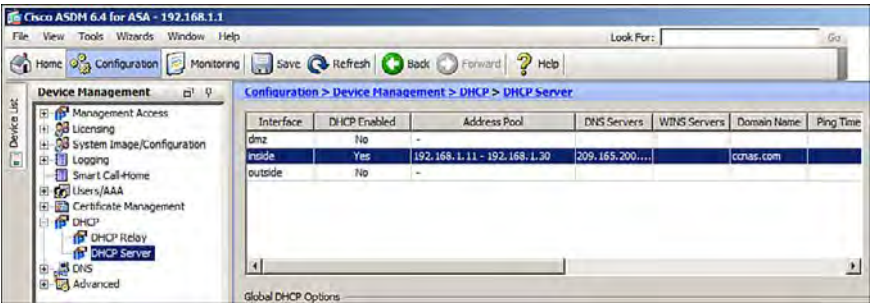 Cisco ASDM 6.4 for ASA - 192.168.1.1
File View Tools Wizards Window Help Look For: Go
Home Configuration Monitoring Save Refresh Back Forward Help
Device List
Device Management
Management Access
Licensing
System Image/Configuration
Logging
Smart Call-Home
Users/AAA
Certificate Management
DHCP
DHCP Relay
DHCP Server
DNS
Advanced
Configuration > Device Management > DHCP > DHCP Server
Interface DHCP Enabled Address Pool DNS Servers WINS Servers Domain Name Ping Time
dmz No -
inside Yes 192.168.1.11 - 192.168.1.30 209.165.200.... ccnas.com
outside No -
Global DHCP Options